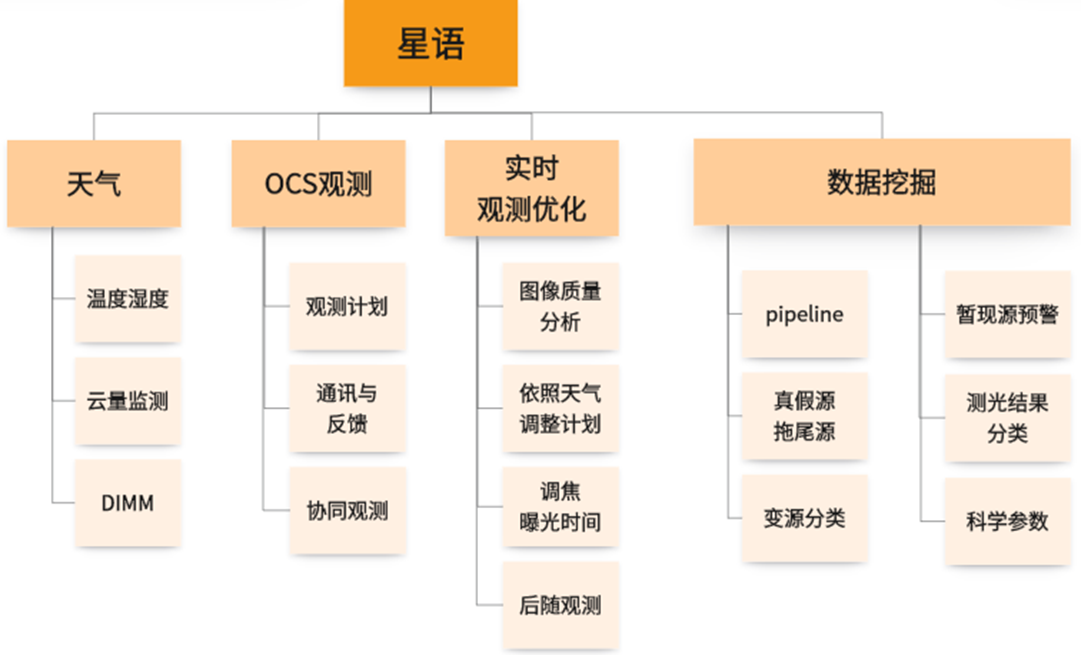 星语
天气
温度湿度
云量监测
DIMM
OCS观测
观测计划
通讯与
反馈
协同观测
实时
观测优化
图像质量
分析
依照天气
调整计划
调焦
曝光时间
后随观测
数据挖掘
pipeline
真假源
拖尾源
变源分类
暂现源预警
测光结果
分类
科学参数